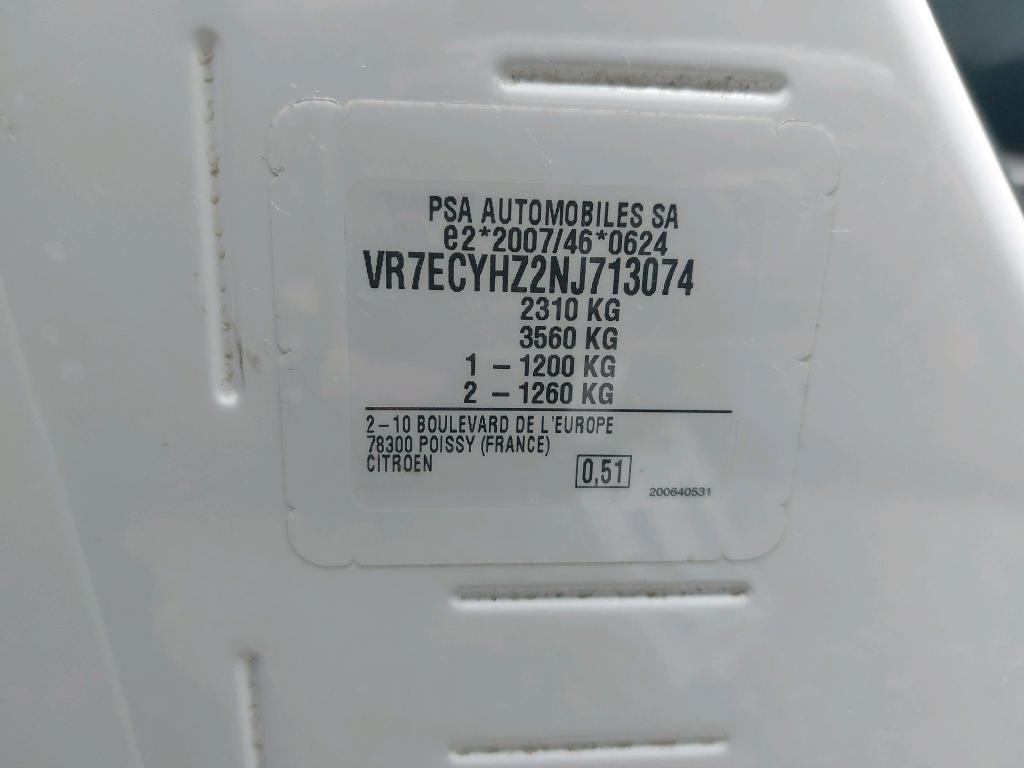 PSA AUTOMOBILES SA
e2*2007/46*0624
VR7ECYHZ2NJ713074
2310 KG
3560 KG
1 – 1200 KG
2 – 1260 KG
2–10 BOULEVARD DE L'EUROPE
78300 POISSY (FRANCE)
CITROEN
0,51
200640531